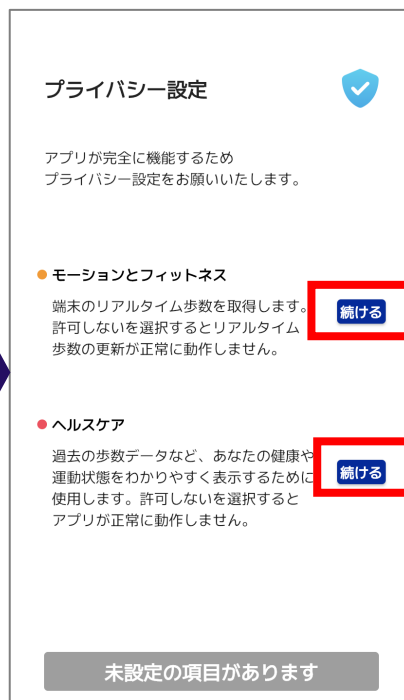 プライバシー設定
アプリが完全に機能するため
プライバシー設定をお願いいたします。
モーションとフィットネス
端末のリアルタイム歩数を取得します。
許可しないを選択するとリアルタイム
歩数の更新が正常に動作しません。
続ける
ヘルスケア
過去の歩数データなど、あなたの健康や
運動状態をわかりやすく表示するために
使用します。許可しないを選択すると
アプリが正常に動作しません。
続ける
未設定の項目があります